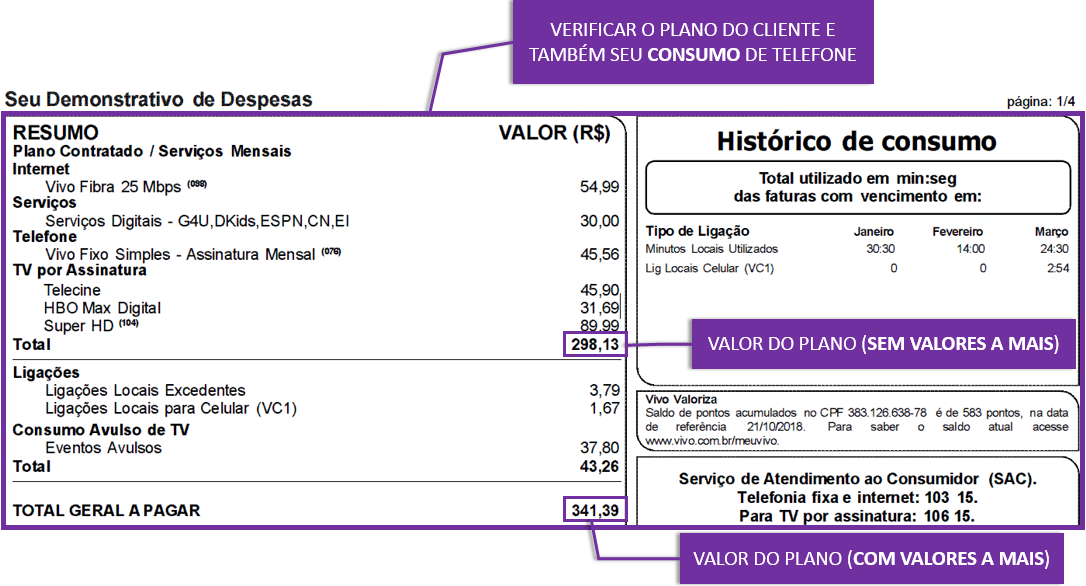 VERIFICAR O PLANO DO CLIENTE E
TAMBÉM SEU CONSUMO DE TELEFONE
Seu Demonstrativo de Despesas
página: 1/4
RESUMO VALOR (R$)
Plano Contratado / Serviços Mensais
Internet
Vivo Fibra 25 Mbps (098) 54,99
Serviços
Serviços Digitais - G4U,DKids,ESPN,CN,EI 30,00
Telefone
Vivo Fixo Simples - Assinatura Mensal (076) 45,56
TV por Assinatura
Telecine 45,90
HBO Max Digital 31,69
Super HD (104) 89,99
Total 298,13
Ligações
Ligações Locais Excedentes 3,79
Ligações Locais para Celular (VC1) 1,67
Consumo Avulso de TV
Eventos Avulsos 37,80
Total 43,26
TOTAL GERAL A PAGAR 341,39
Histórico de consumo
Total utilizado em min:seg
das faturas com vencimento em:
Tipo de Ligação Janeiro Fevereiro Março
Minutos Locais Utilizados 30:30 14:00 24:30
Lig Locais Celular (VC1) 0 0 2:54
VALOR DO PLANO (SEM VALORES A MAIS)
Vivo Valoriza
Saldo de pontos acumulados no CPF 383.126.638-78 é de 583 pontos, na data
de referência 21/10/2018. Para saber o saldo atual acesse
www.vivo.com.br/meuvivo.
Serviço de Atendimento ao Consumidor (SAC).
Telefonia fixa e internet: 103 15.
Para TV por assinatura: 106 15.
VALOR DO PLANO (COM VALORES A MAIS)